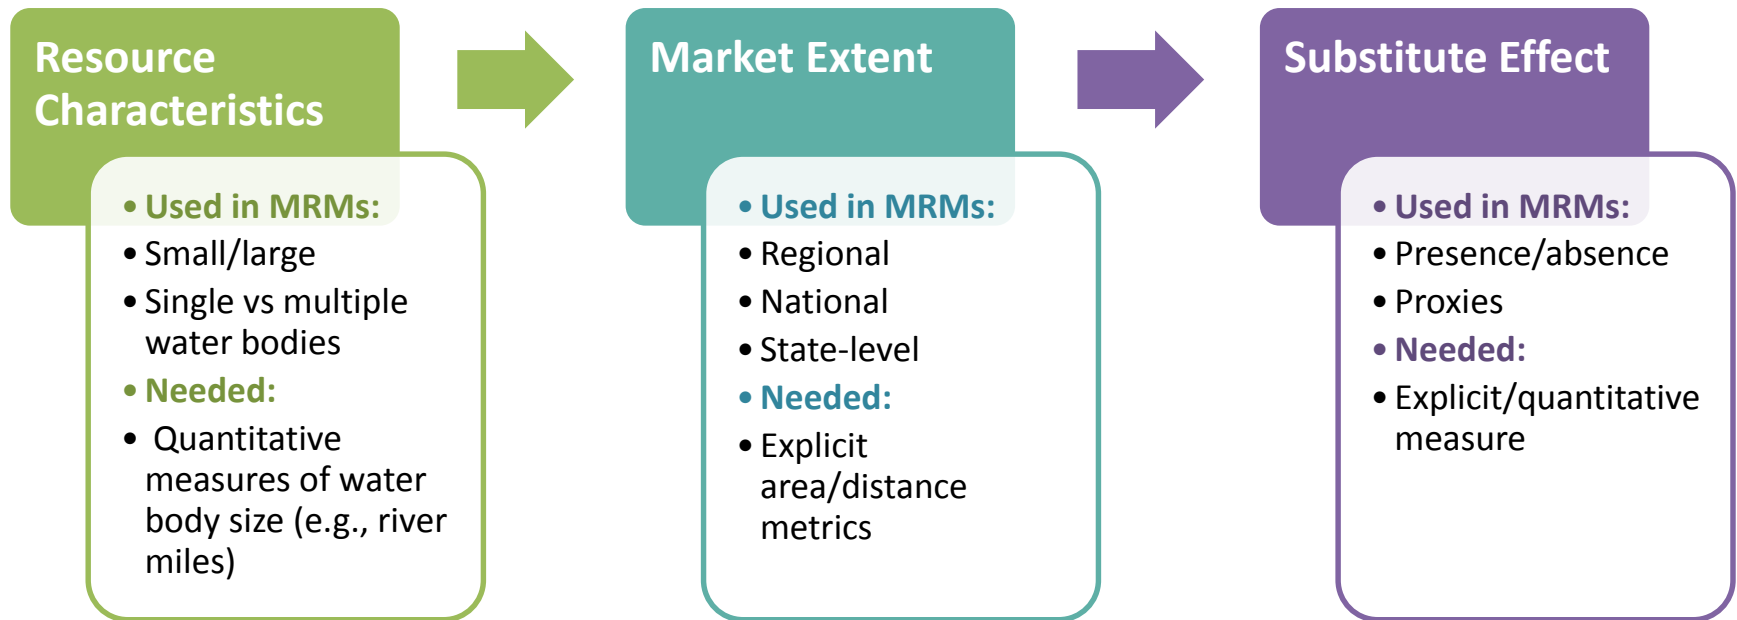 Resource
Characteristics
• Used in MRMs:
• Small/large
• Single vs multiple
water bodies
• Needed:
• Quantitative
measures of water
body size (e.g., river
miles)
Market Extent
• Used in MRMs:
• Regional
• National
• State-level
• Needed:
• Explicit
area/distance
metrics
Substitute Effect
• Used in MRMs:
• Presence/absence
• Proxies
• Needed:
• Explicit/quantitative
measure